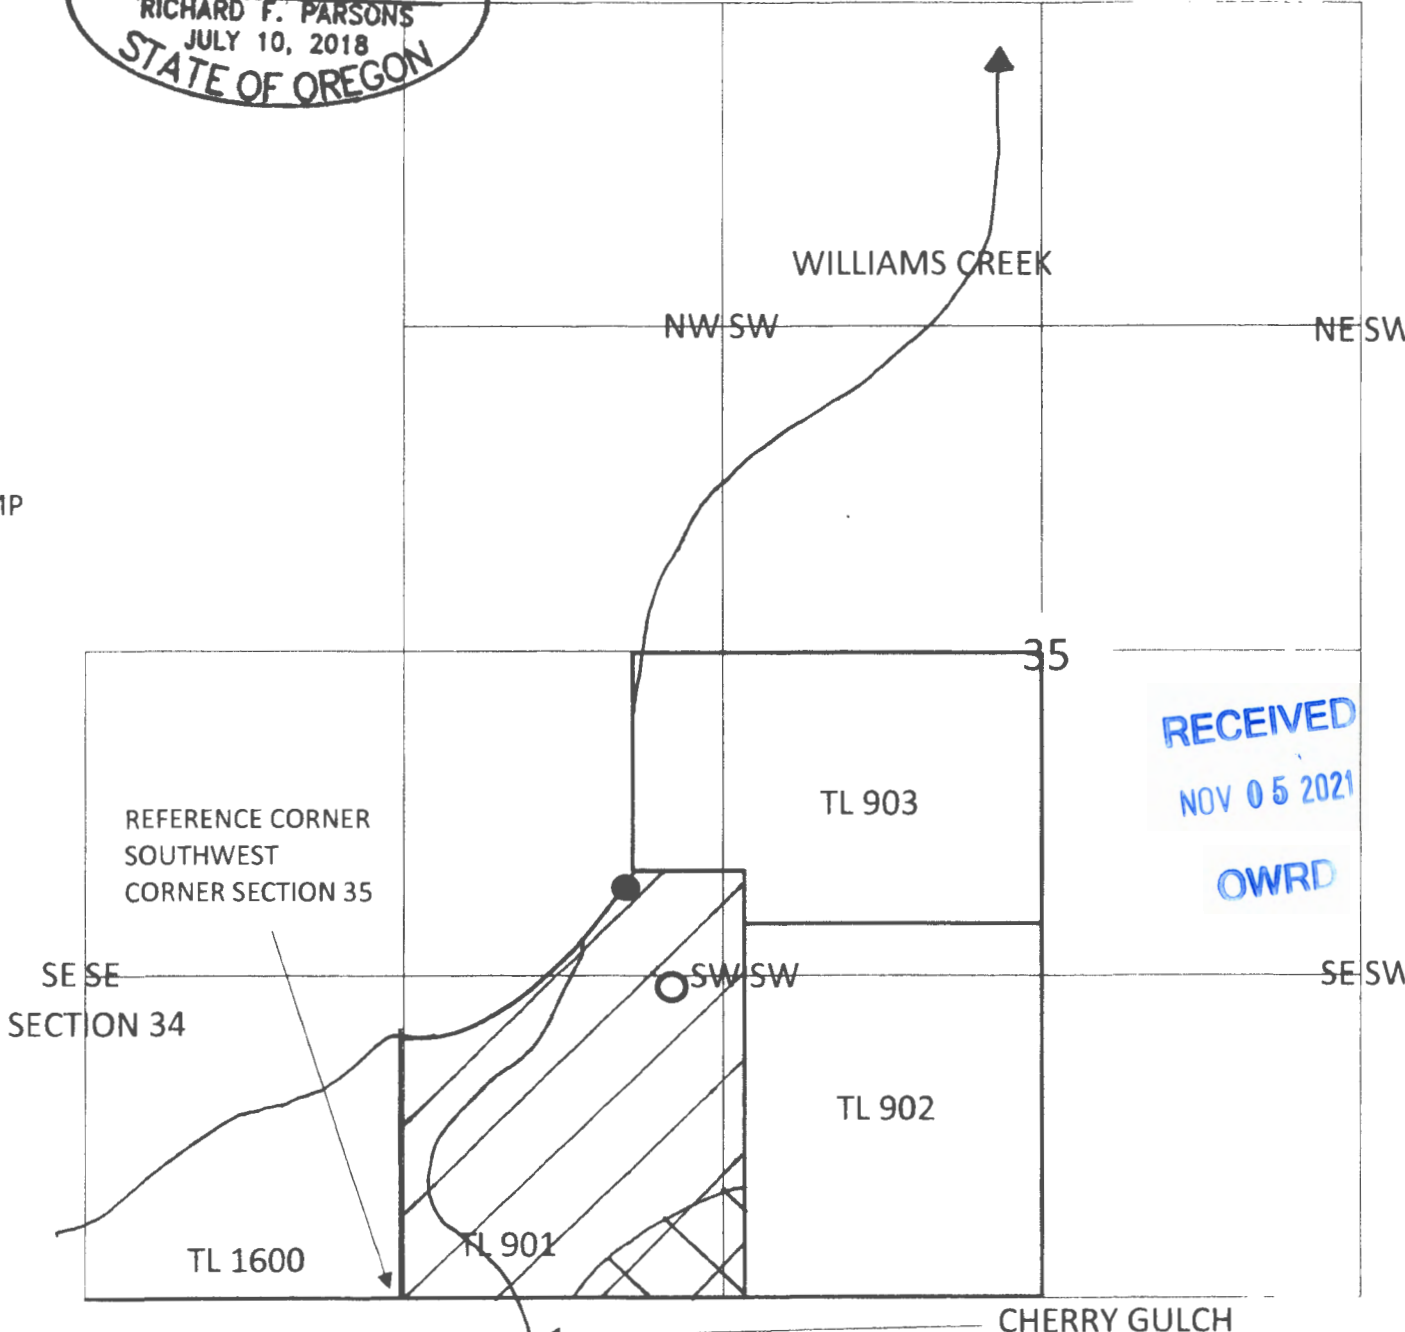 RICHARD F. PARSONS
JULY 10, 2018
STATE OF OREGON
WILLIAMS CREEK
NW SW
NE SW
35
RECEIVED
NOV 05 2021
OWRD
TL 903
REFERENCE CORNER
SOUTHWEST
CORNER SECTION 35
SE SE
SW SW
SE SW
SECTION 34
TL 902
TL 901
TL 1600
CHERRY GULCH